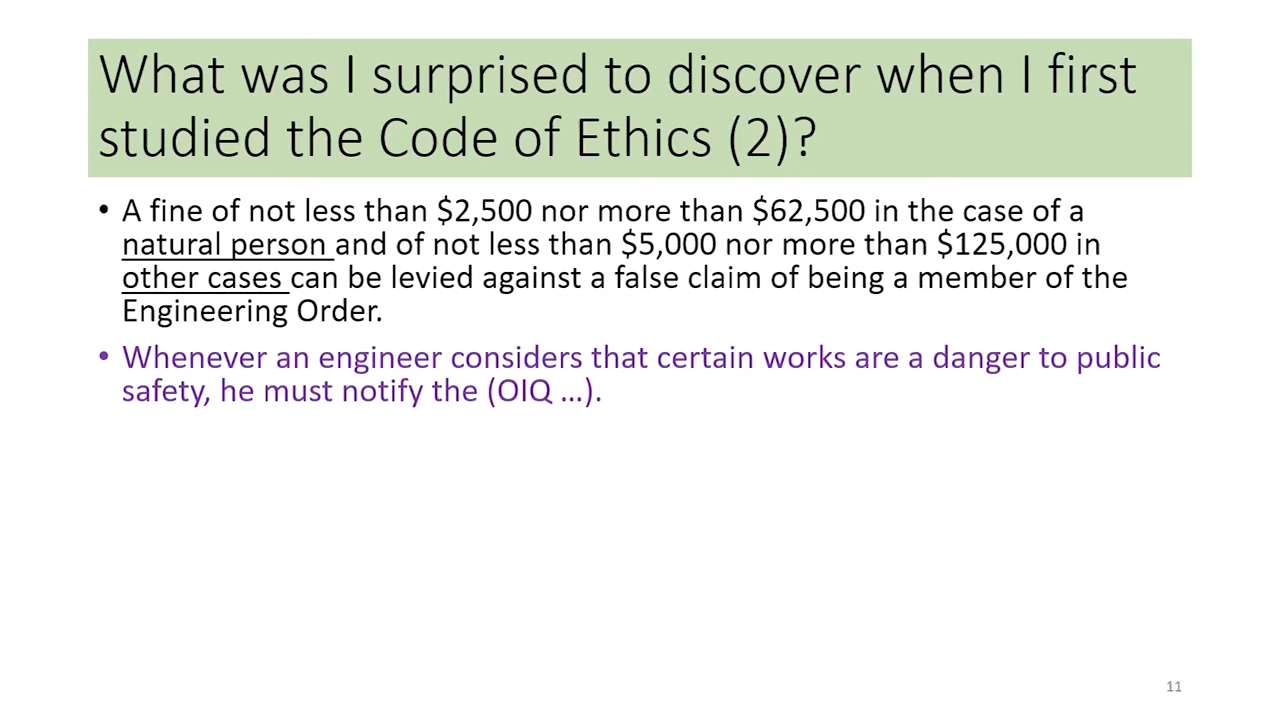 What was I surprised to discover when I first
studied the Code of Ethics (2)?
• A fine of not less than $2,500 nor more than $62,500 in the case of a
natural person and of not less than $5,000 nor more than $125,000 in
other cases can be levied against a false claim of being a member of the
Engineering Order.
• Whenever an engineer considers that certain works are a danger to public
safety, he must notify the (OIQ ...).
11